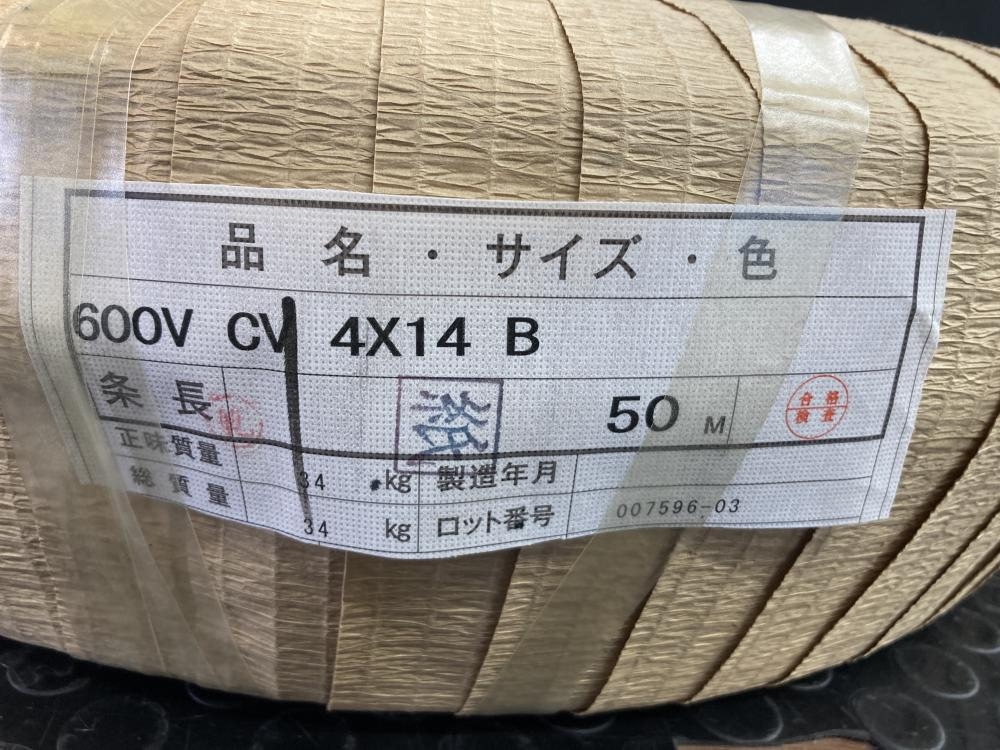 品名・サイズ・色
600V CV 4X14 B
条長 50 M
合格
検査
正味質量 34 kg 製造年月
総質量 34 kg ロット番号 007596-03